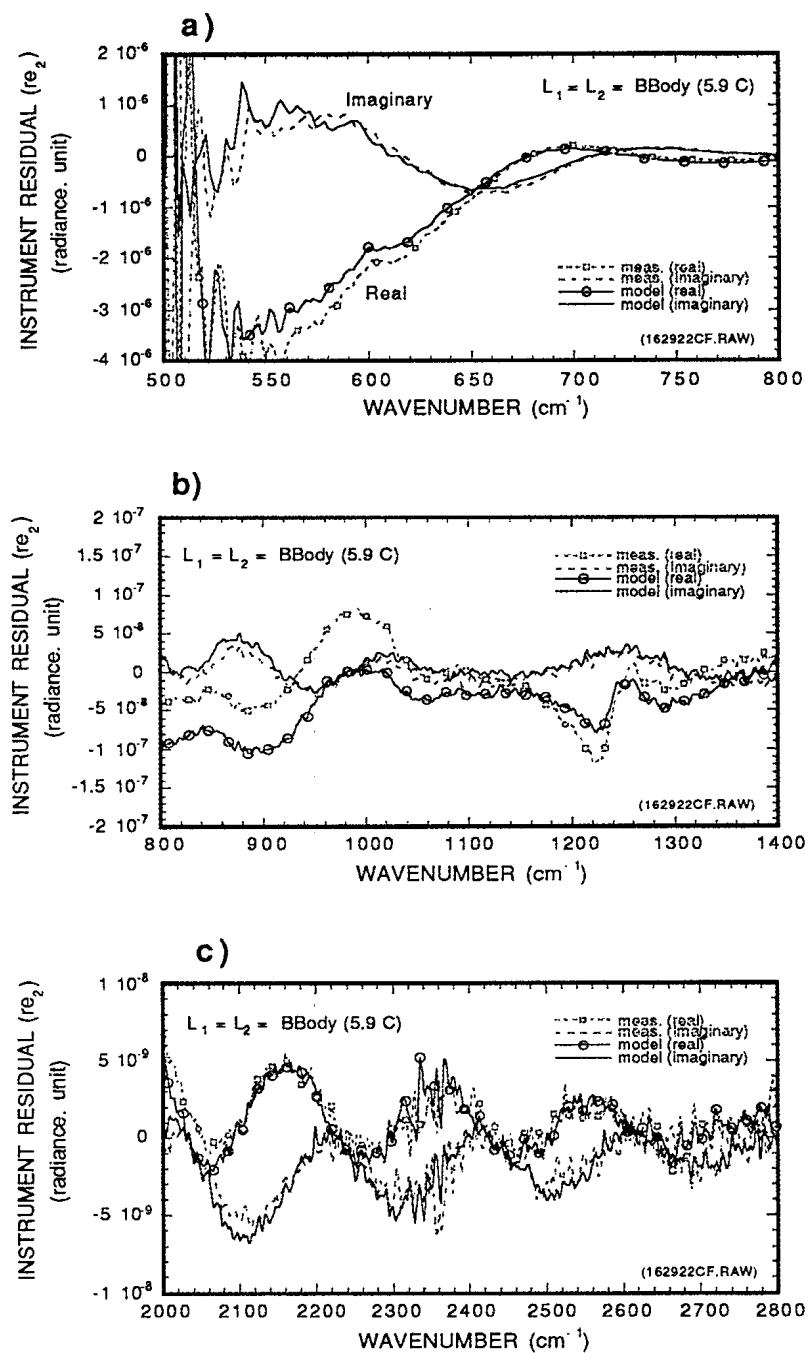 a)
INSTRUMENT RESIDUAL (re2)
(radiance. unit)
2 10-6
1 10-6
0
-1 10-6
-2 10-6
-3 10-6
-4 10-6
Imaginary
L1 = L2 = BBody (5.9 C)
Real
meas. (real)
meas. (imaginary)
model (real)
model (imaginary)
(162922CF.RAW)
500 550 600 650 700 750 800
WAVENUMBER (cm-1)
b)
INSTRUMENT RESIDUAL (re2)
(radiance. unit)
2 10-7
1.5 10-7
1 10-7
5 10-8
0
-5 10-8
-1 10-7
-1.5 10-7
-2 10-7
L1 = L2 = BBody (5.9 C)
meas. (real)
meas. (imaginary)
model (real)
model (imaginary)
(162922CF.RAW)
800 900 1000 1100 1200 1300 1400
WAVENUMBER (cm-1)
c)
INSTRUMENT RESIDUAL (re2)
(radiance. unit)
1 10-8
5 10-9
0
-5 10-9
-1 10-8
L1 = L2 = BBody (5.9 C)
meas. (real)
meas. (imaginary)
model (real)
model (imaginary)
(162922CF.RAW)
2000 2100 2200 2300 2400 2500 2600 2700 2800
WAVENUMBER (cm-1)